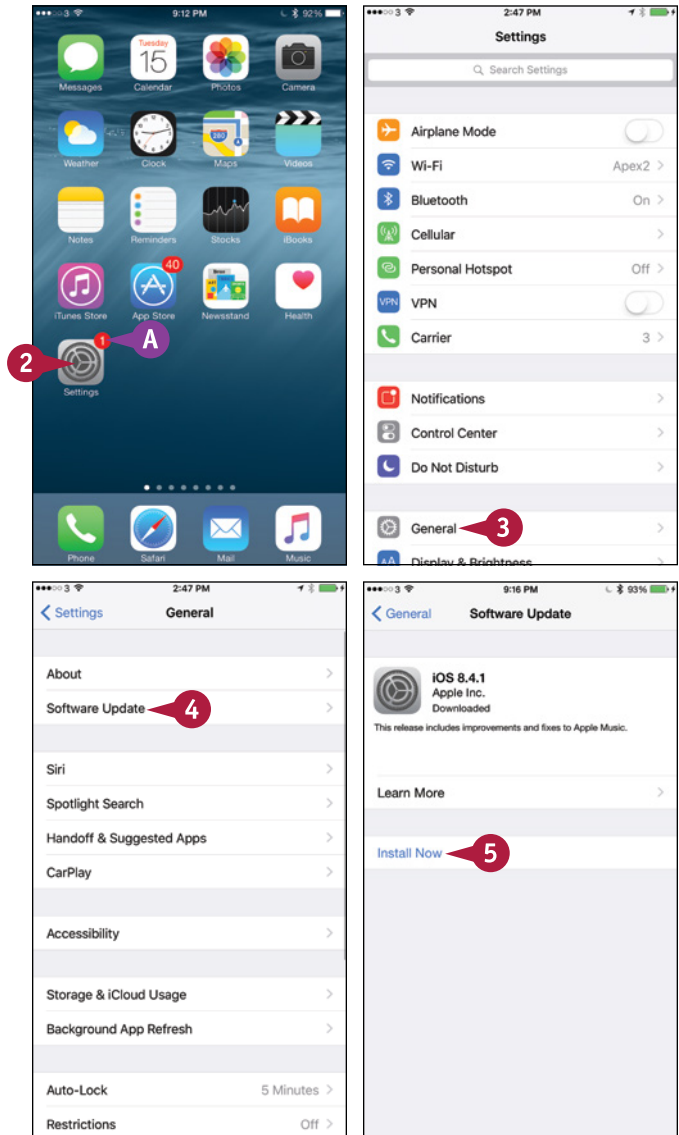 3 9:12 PM 92%
Tuesday
15
Messages Calendar Photos Camera
280
Weather Clock Maps Videos
Notes Reminders Stocks iBooks
40
iTunes Store App Store Newsstand Health
1 A
2
Settings
Phone Safari Mail Music
3 2:47 PM
Settings
Search Settings
Airplane Mode
Wi-Fi Apex2
Bluetooth On
Cellular
Personal Hotspot Off
VPN VPN
Carrier 3
Notifications
Control Center
Do Not Disturb
General 3
AA Display & Brightness
3 2:47 PM
Settings General
About
Software Update 4
Siri
Spotlight Search
Handoff & Suggested Apps
CarPlay
Accessibility
Storage & iCloud Usage
Background App Refresh
Auto-Lock 5 Minutes
Restrictions Off
3 9:16 PM 93%
General Software Update
iOS 8.4.1
Apple Inc.
Downloaded
This release includes improvements and fixes to Apple Music.
Learn More
Install Now 5